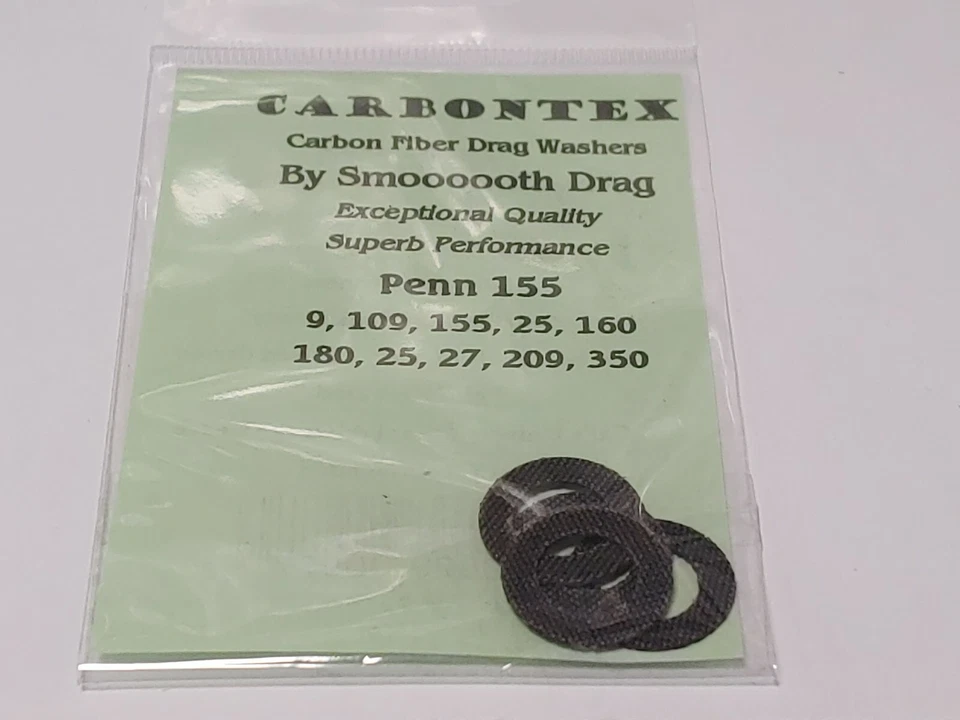 CARBONTEX
Carbon Fiber Drag Washers
By Smoooooth Drag
Exceptional Quality
Superb Performance
Penn 155
9, 109, 155, 25, 160
180, 25, 27, 209, 350